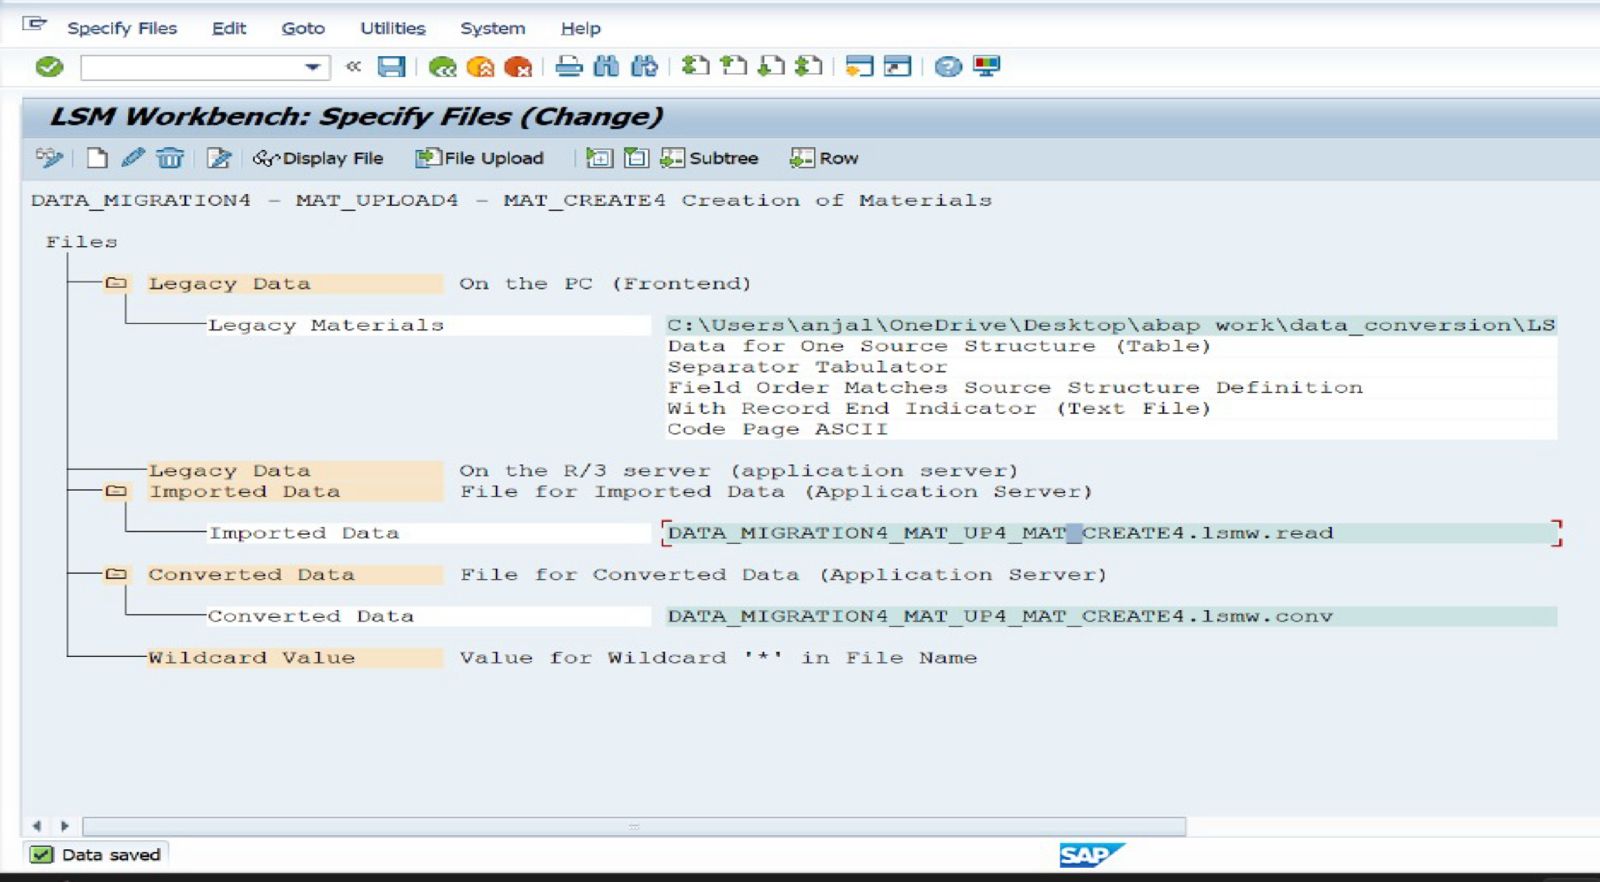 Specify Files Edit Goto Utilities System Help
LSM Workbench: Specify Files (Change)
Display File File Upload Subtree Row
DATA_MIGRATION4 - MAT_UPLOAD4 - MAT_CREATE4 Creation of Materials
Files
Legacy Data On the PC (Frontend)
Legacy Materials C:\Users\anjal\OneDrive\Desktop\abap work\data_conversion\LS
Data for One Source Structure (Table)
Separator Tabulator
Field Order Matches Source Structure Definition
With Record End Indicator (Text File)
Code Page ASCII
Legacy Data On the R/3 server (application server)
Imported Data File for Imported Data (Application Server)
Imported Data DATA_MIGRATION4_MAT_UP4_MAT_CREATE4.lsmw.read
Converted Data File for Converted Data (Application Server)
Converted Data DATA_MIGRATION4_MAT_UP4_MAT_CREATE4.lsmw.conv
Wildcard Value Value for Wildcard '*' in File Name
Data saved SAP